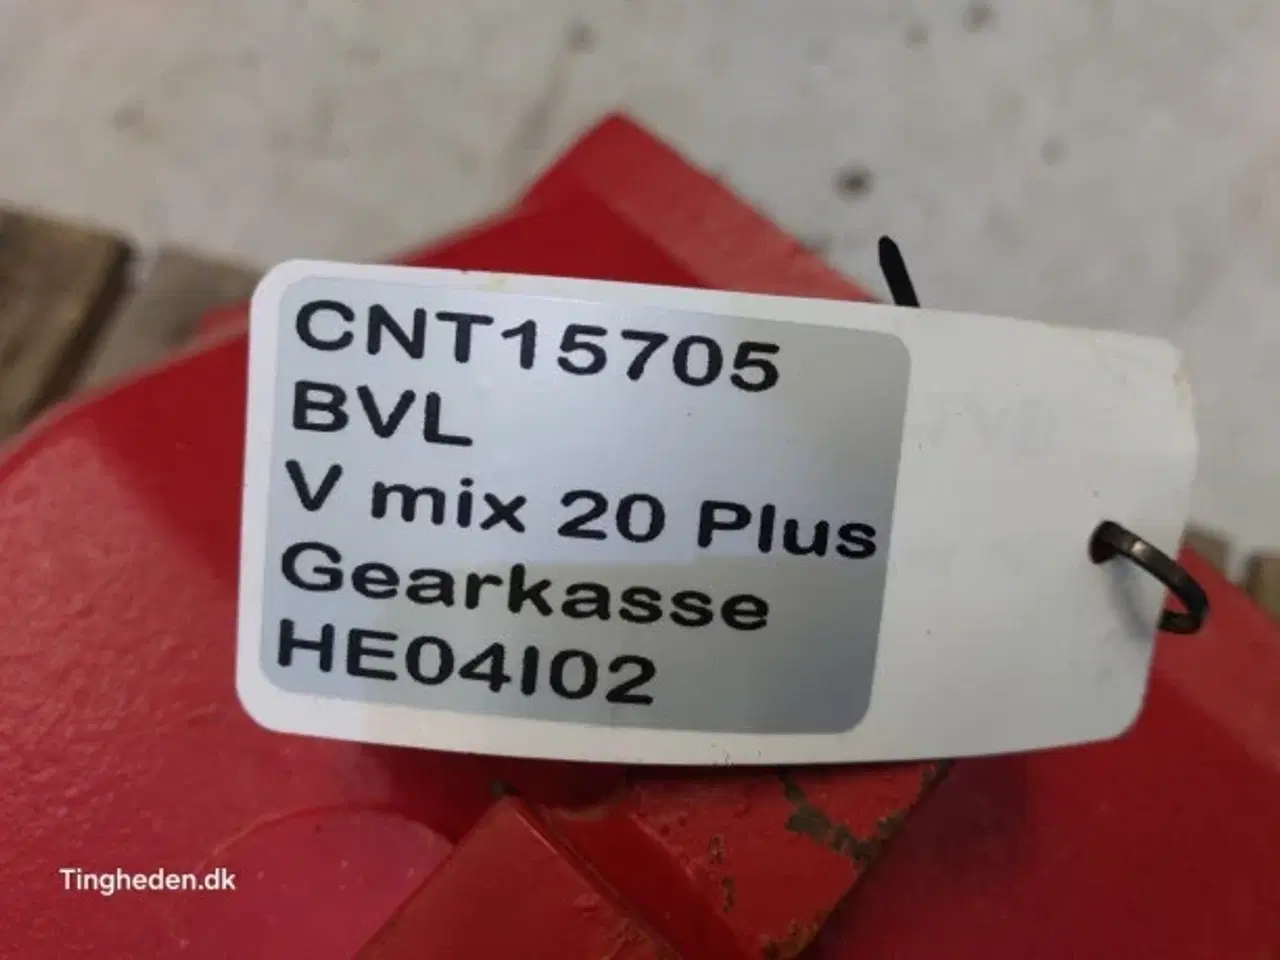 CNT15705
BVL
V mix 20 Plus
Gearkasse
HE04I02
Tingheden.dk